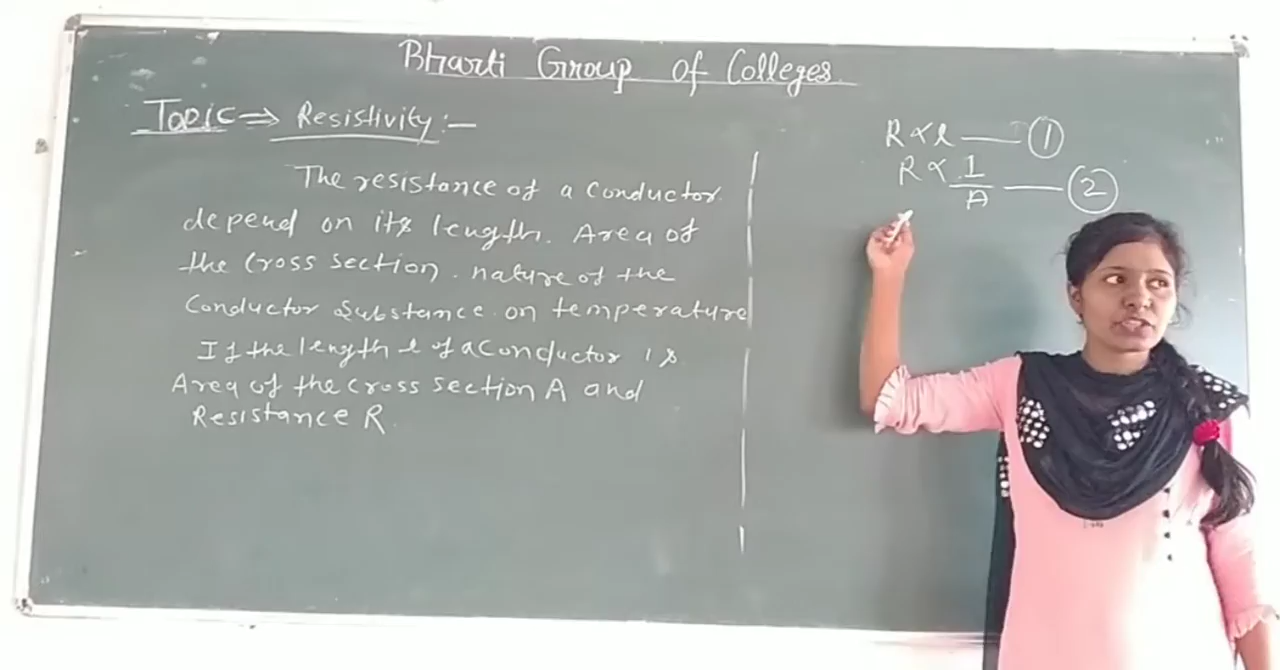 Bharti Group of Colleges
Topic ⇒ Resistivity :-
The resistance of a conductor
depend on its length. Area of
the Cross section. nature of the
Conductor Substance. on temperature
If the length l of a conductor is
Area of the cross section A and
Resistance R.
R ∝ l —— ①
R ∝ 1/A —— ②